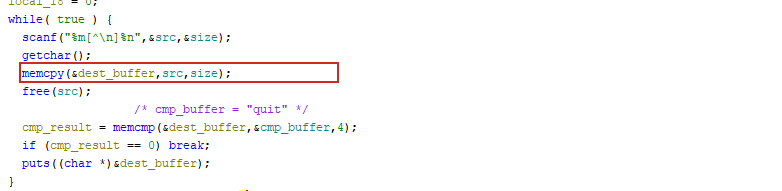 local_18 = 0;
while( true ) {
scanf("%m[^\n]%n",&src,&size);
getchar();
memcpy(&dest_buffer,src,size);
free(src);
/* cmp_buffer = "quit" */
cmp_result = memcmp(&dest_buffer,&cmp_buffer,4);
if (cmp_result == 0) break;
puts((char *)&dest_buffer);
}